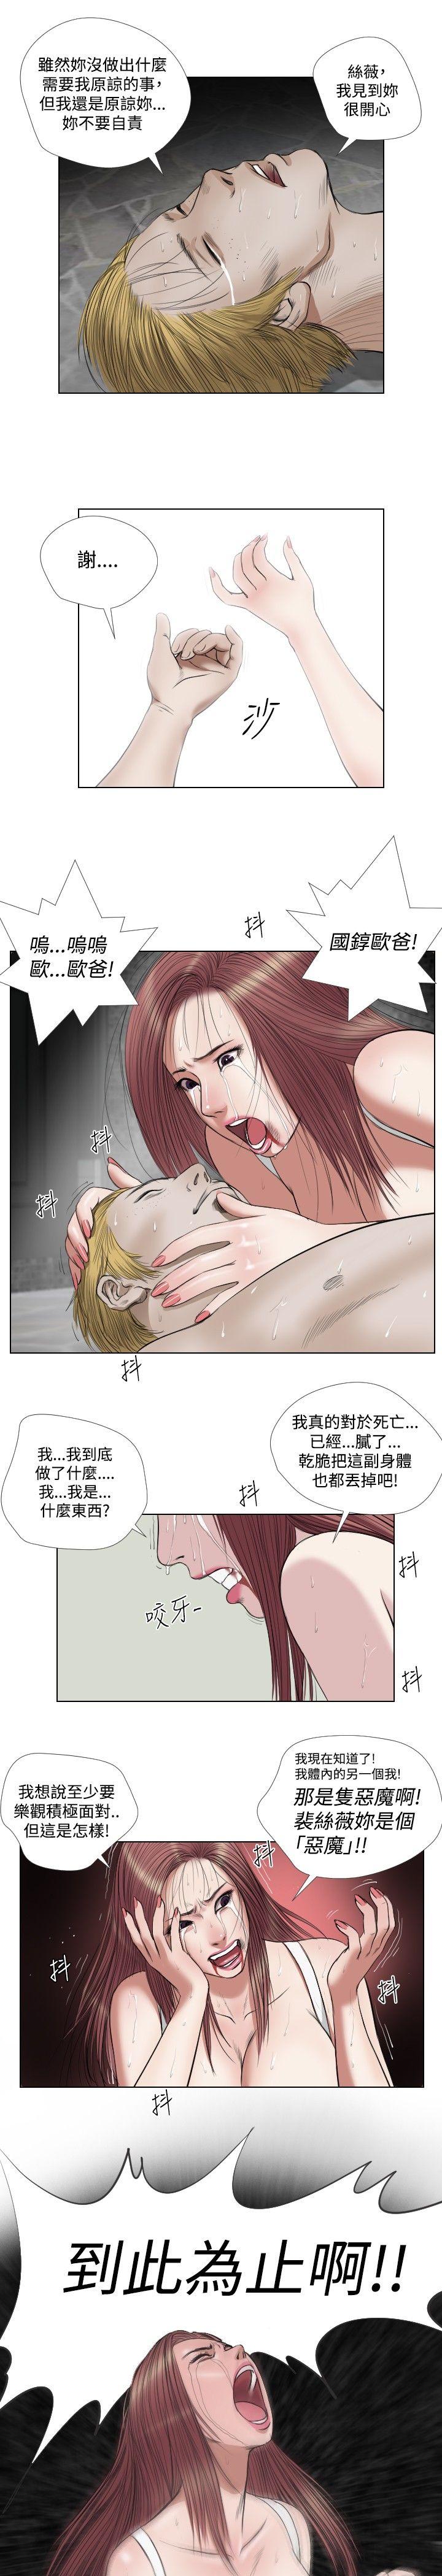 絲薇,
我見到妳
很開心
雖然妳沒做出什麼
需要我原諒的事,
但我還是原諒妳...
妳不要自責
謝....
沙
抖
國錞歐爸!
嗚...嗚嗚
歐...歐爸!
抖
抖
抖
我真的對於死亡...
已經...膩了...
乾脆把這副身體
也都丟掉吧!
我...我到底
做了什麼....
我...我是...
什麼東西?
抖
咬牙-
抖
抖
我現在知道了!
我體內的另一個我!
那是隻惡魔啊!
裴絲薇妳是個
「惡魔」!!
我想說至少要
樂觀積極面對..
但這是怎樣!
抖
抖
抖
抖
到此為止啊!!